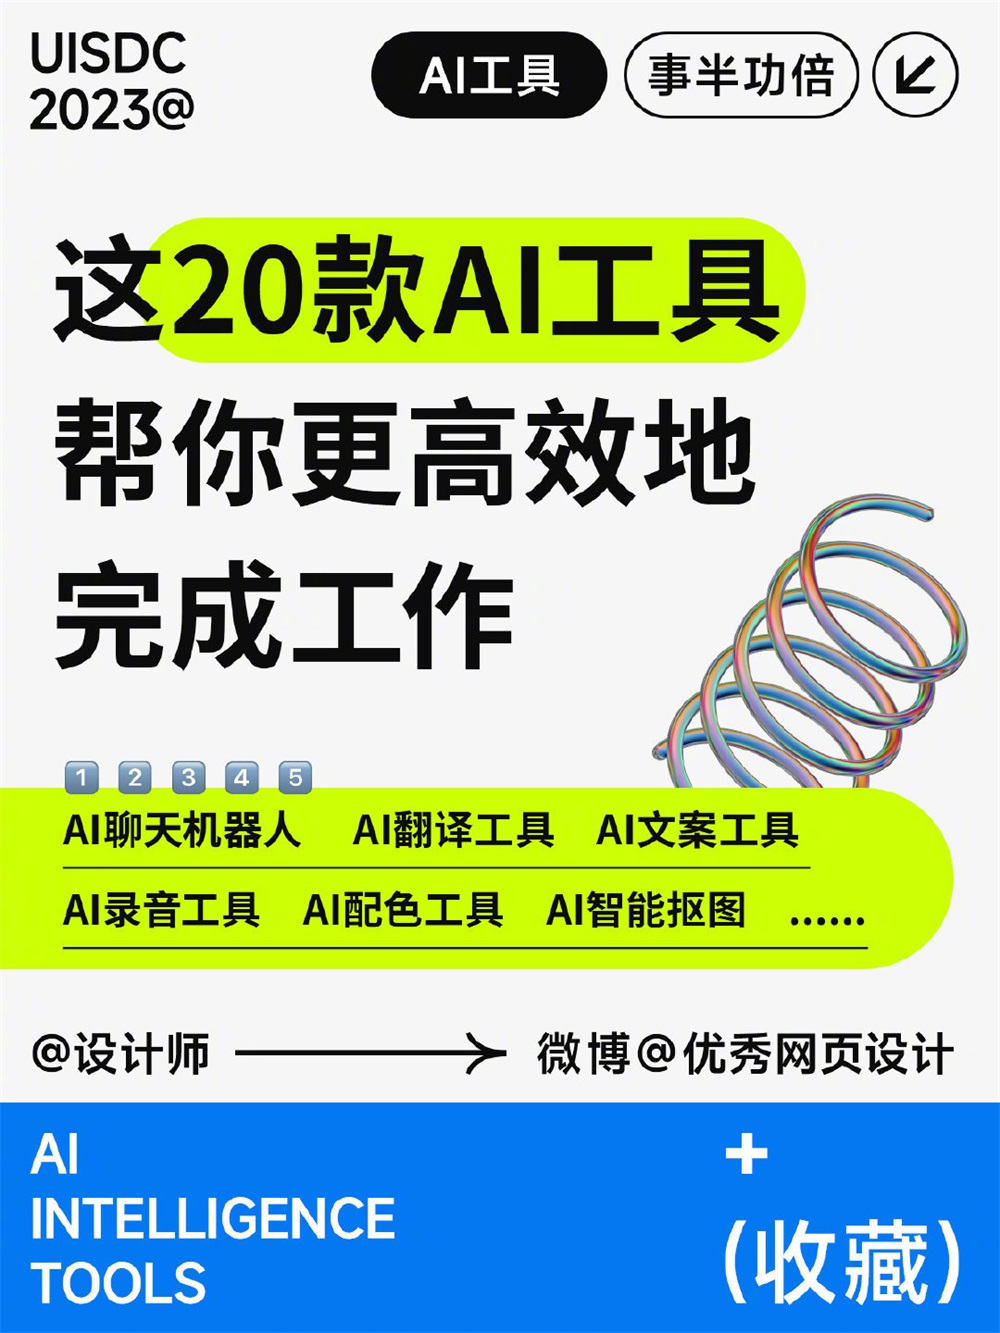 UISDC
2023@
AI工具 事半功倍
这20款AI工具
帮你更高效地
完成工作
1 2 3 4 5
AI聊天机器人 AI翻译工具 AI文案工具
AI录音工具 AI配色工具 AI智能抠图 ......
@设计师 微博@优秀网页设计
AI
INTELLIGENCE
TOOLS
+
(收藏)